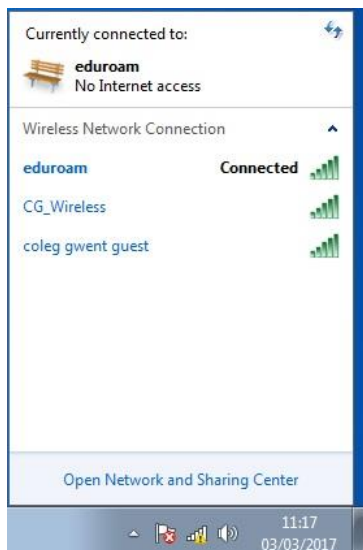 Currently connected to:
eduroam
No Internet access
Wireless Network Connection
eduroam Connected
CG_Wireless
coleg gwent guest
Open Network and Sharing Center
11:17
03/03/2017